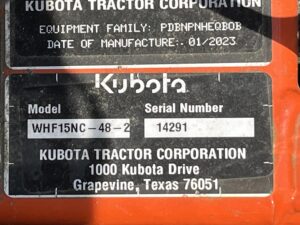 KUBOTA TRACTOR CORPORATION
EQUIPMENT FAMILY: PDBNPNHEQBOB
DATE OF MANUFACTURE: 01/2023
Kubota
Model Serial Number
WHF15NC-48-2 14291
KUBOTA TRACTOR CORPORATION
1000 Kubota Drive
Grapevine, Texas 76051